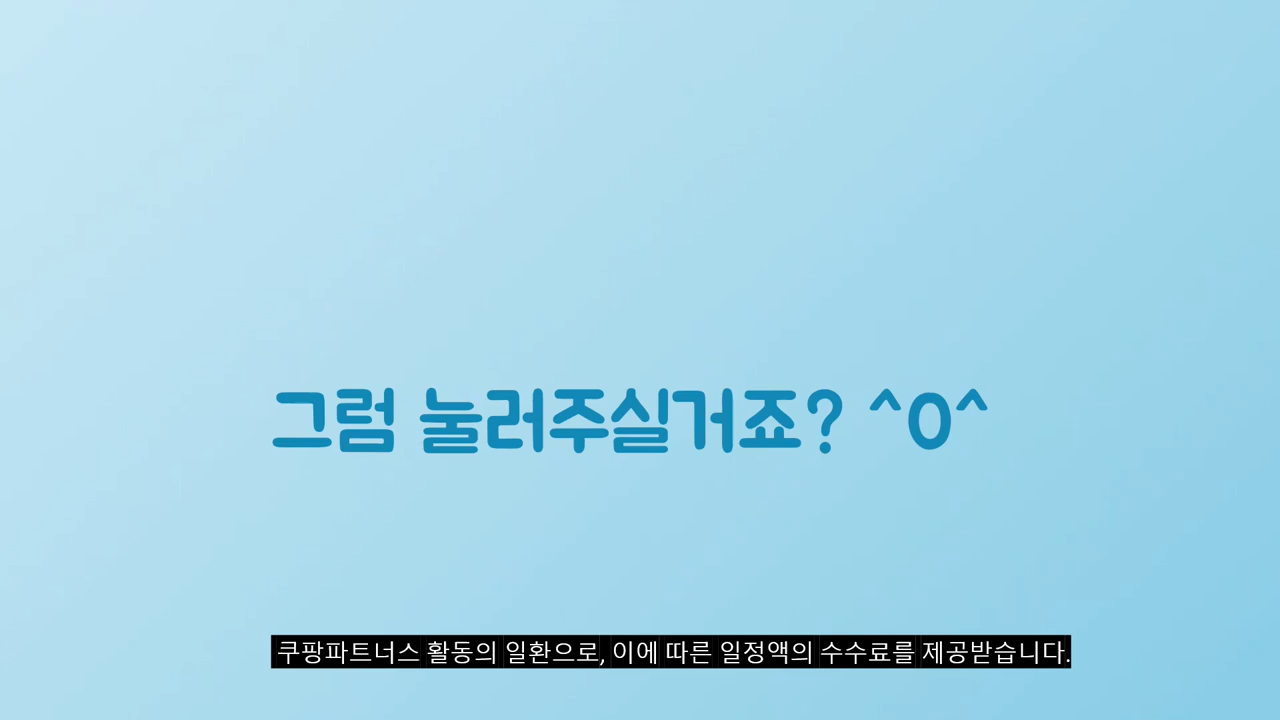 그럼 눌러주실거죠? ^0^
쿠팡파트너스 활동의 일환으로, 이에 따른 일정액의 수수료를 제공받습니다.